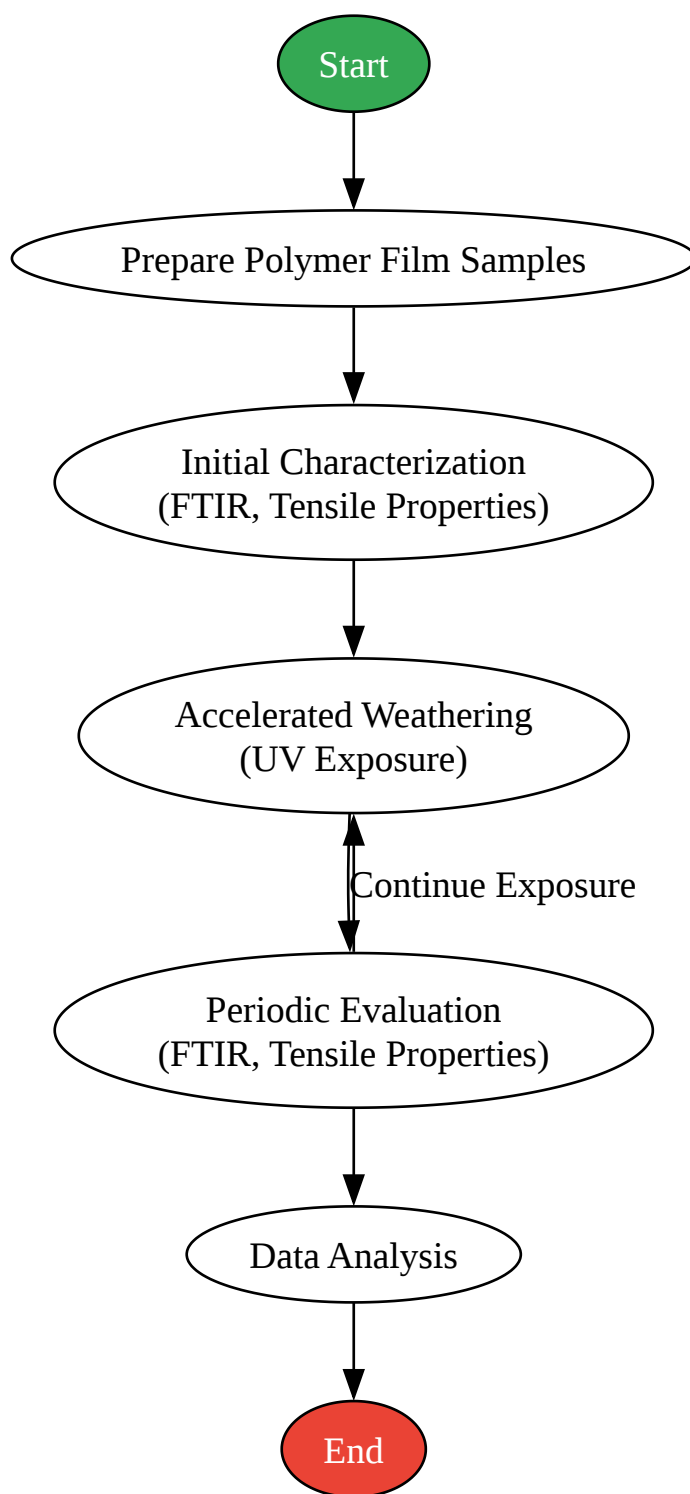 Start
Prepare Polymer Film Samples
Initial Characterization
(FTIR, Tensile Properties)
Accelerated Weathering
(UV Exposure)
Continue Exposure
Periodic Evaluation
(FTIR, Tensile Properties)
Data Analysis
End